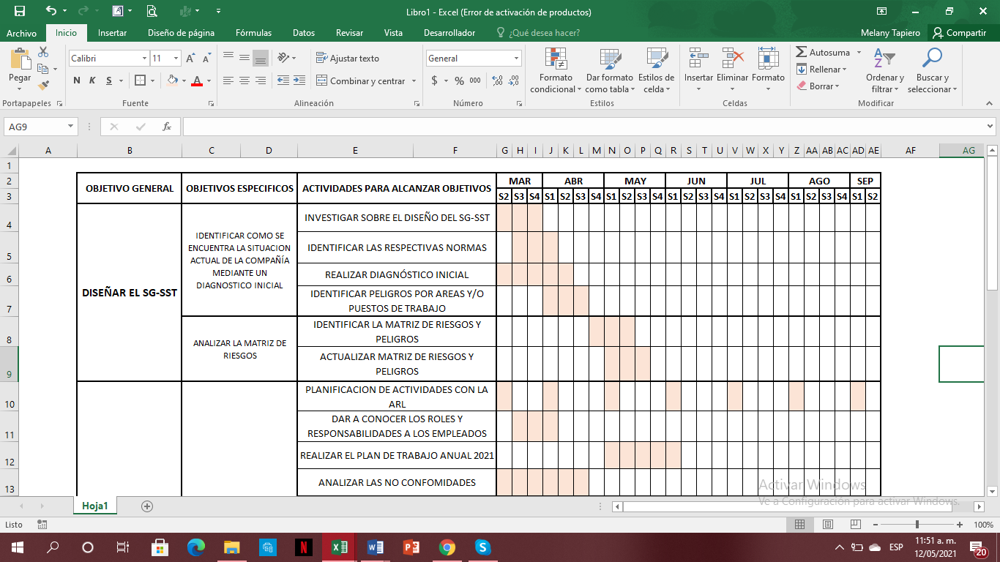 Libro1 - Excel (Error de activación de productos)
Archivo Inicio Insertar Diseño de página Fórmulas Datos Revisar Vista Desarrollador ¿Qué desea hacer? Melany Tapiero Compartir
Pegar
Calibri 11
N K S
Ajustar texto
Combinar y centrar
General
$ % 000
Formato condicional
Dar formato como tabla
Estilos de celda
Insertar Eliminar Formato
Autosuma
Rellenar
Borrar
Ordenar y filtrar
Buscar y seleccionar
Portapapeles Fuente Alineación Número Estilos Celdas Modificar
AG9 fx
A B C D E F G H I J K L M N O P Q R S T U V W X Y Z AA AB AC AD AE AF AG
1
2 OBJETIVO GENERAL OBJETIVOS ESPECIFICOS ACTIVIDADES PARA ALCANZAR OBJETIVOS MAR ABR MAY JUN JUL AGO SEP
3 S2 S3 S4 S1 S2 S3 S4 S1 S2 S3 S4 S1 S2 S3 S4 S1 S2 S3 S4 S1 S2 S3 S4 S1 S2
DISEÑAR EL SG-SST
IDENTIFICAR COMO SE
ENCUENTRA LA SITUACION
ACTUAL DE LA COMPAÑÍA
MEDIANTE UN
DIAGNOSTICO INICIAL
4 INVESTIGAR SOBRE EL DISEÑO DEL SG-SST
5 IDENTIFICAR LAS RESPECTIVAS NORMAS
6 REALIZAR DIAGNÓSTICO INICIAL
7 IDENTIFICAR PELIGROS POR AREAS Y/O
PUESTOS DE TRABAJO
ANALIZAR LA MATRIZ DE
RIESGOS
8 IDENTIFICAR LA MATRIZ DE RIESGOS Y
PELIGROS
9 ACTUALIZAR MATRIZ DE RIESGOS Y
PELIGROS
10 PLANIFICACION DE ACTIVIDADES CON LA
ARL
11 DAR A CONOCER LOS ROLES Y
RESPONSABILIDADES A LOS EMPLEADOS
12 REALIZAR EL PLAN DE TRABAJO ANUAL 2021
13 ANALIZAR LAS NO CONFOMIDADES
Activar Windows
Ve a Configuración para activar Windows.
Hoja1
Listo 100%
ESP
11:51 a. m.
12/05/2021
20